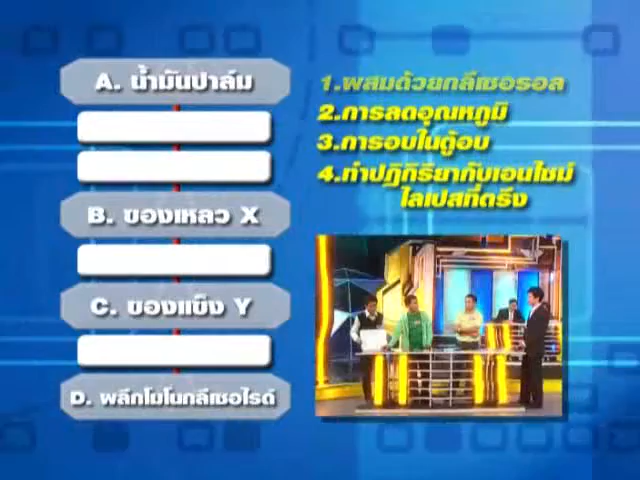 A. น้ำมันปาล์ม
B. ของเหลว X
C. ของแข็ง Y
D. ผลึกโมโนกลีเซอไรด์
1.ผสมด้วยกลีเซอรอล
2.การลดอุณหภูมิ
3.การอบในตู้อบ
4.ทำปฏิกิริยากับเอนไซม์
ไลเปสที่ตรึง